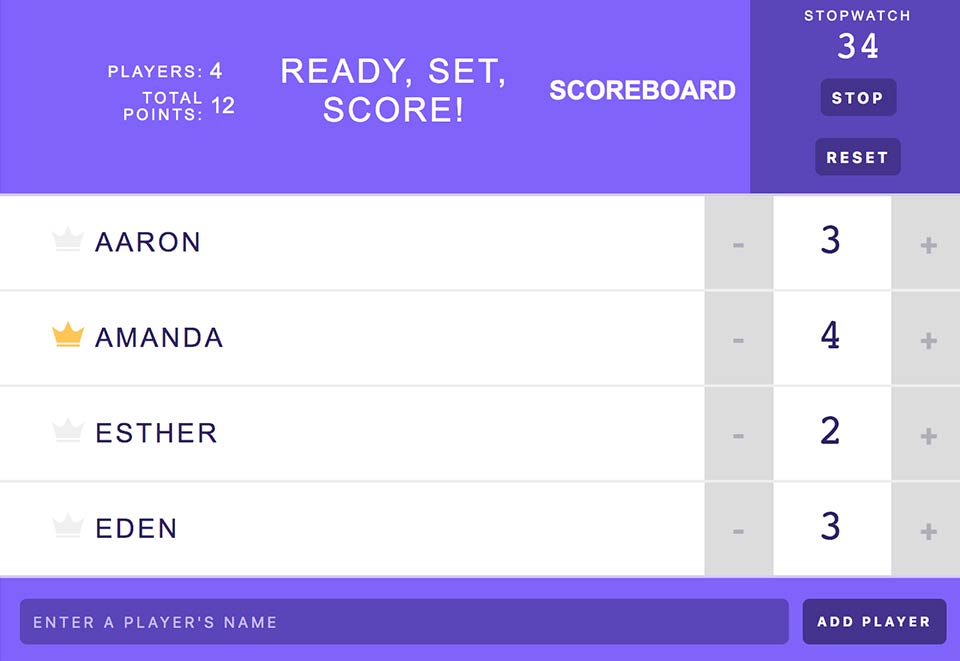 PLAYERS: 4
TOTAL
POINTS: 12
READY, SET,
SCORE!
SCOREBOARD
STOPWATCH
34
STOP
RESET
AARON - 3 +
AMANDA - 4 +
ESTHER - 2 +
EDEN - 3 +
ENTER A PLAYER'S NAME ADD PLAYER